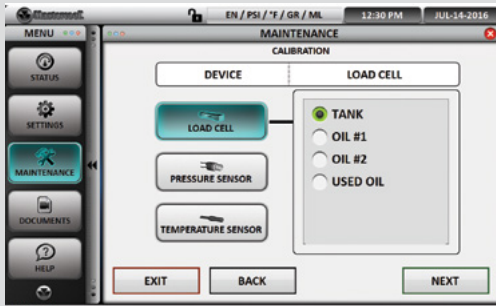 Mastercool
EN / PSI / °F / GR / ML
12:30 PM
JUL-14-2016
MENU
MAINTENANCE
CALIBRATION
STATUS
DEVICE
LOAD CELL
SETTINGS
LOAD CELL
TANK
OIL #1
OIL #2
USED OIL
MAINTENANCE
PRESSURE SENSOR
DOCUMENTS
TEMPERATURE SENSOR
HELP
EXIT
BACK
NEXT